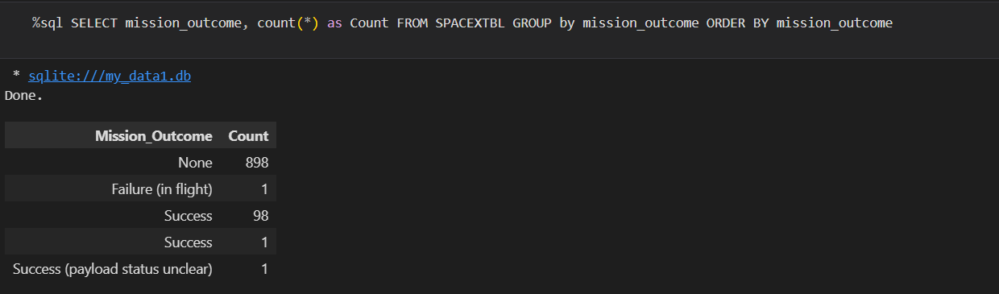 %sql SELECT mission_outcome, count(*) as Count FROM SPACEXTBL GROUP by mission_outcome ORDER BY mission_outcome
* sqlite:///my_data1.db
Done.
Mission_Outcome Count
None 898
Failure (in flight) 1
Success 98
Success 1
Success (payload status unclear) 1